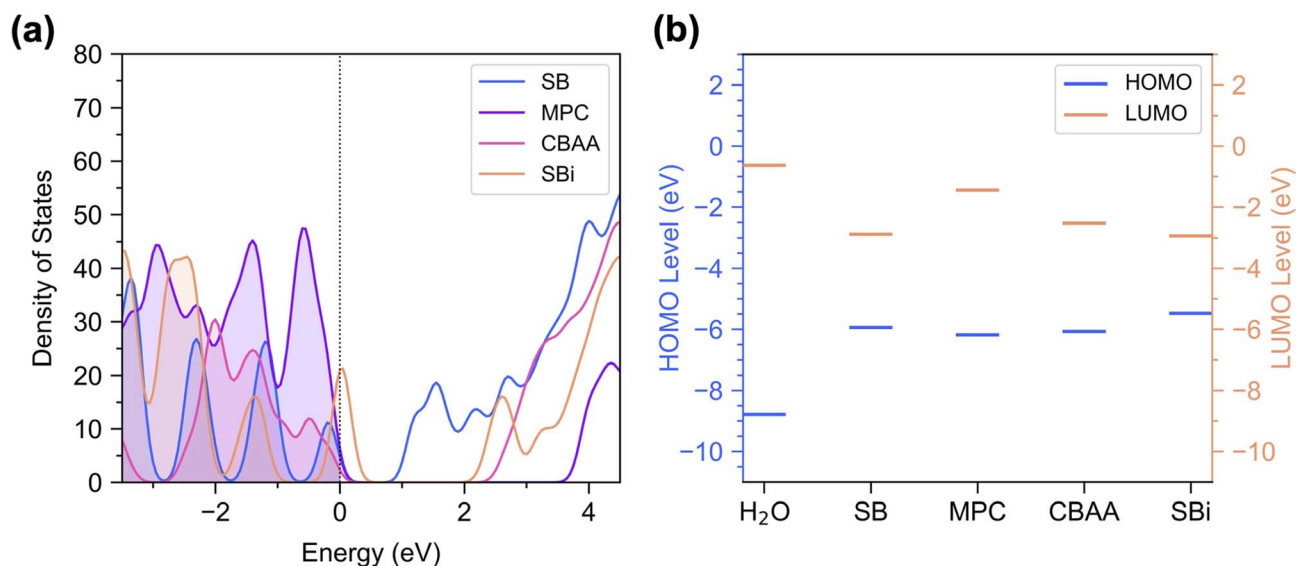 (a)
80
70
60
50
40
30
20
10
0
Density of States
−2
0
2
4
Energy (eV)
SB
MPC
CBAA
SBi
(b)
2
0
−2
−4
−6
−8
−10
HOMO Level (eV)
HOMO
LUMO
2
0
−2
−4
−6
−8
−10
LUMO Level (eV)
H₂O
SB
MPC
CBAA
SBi